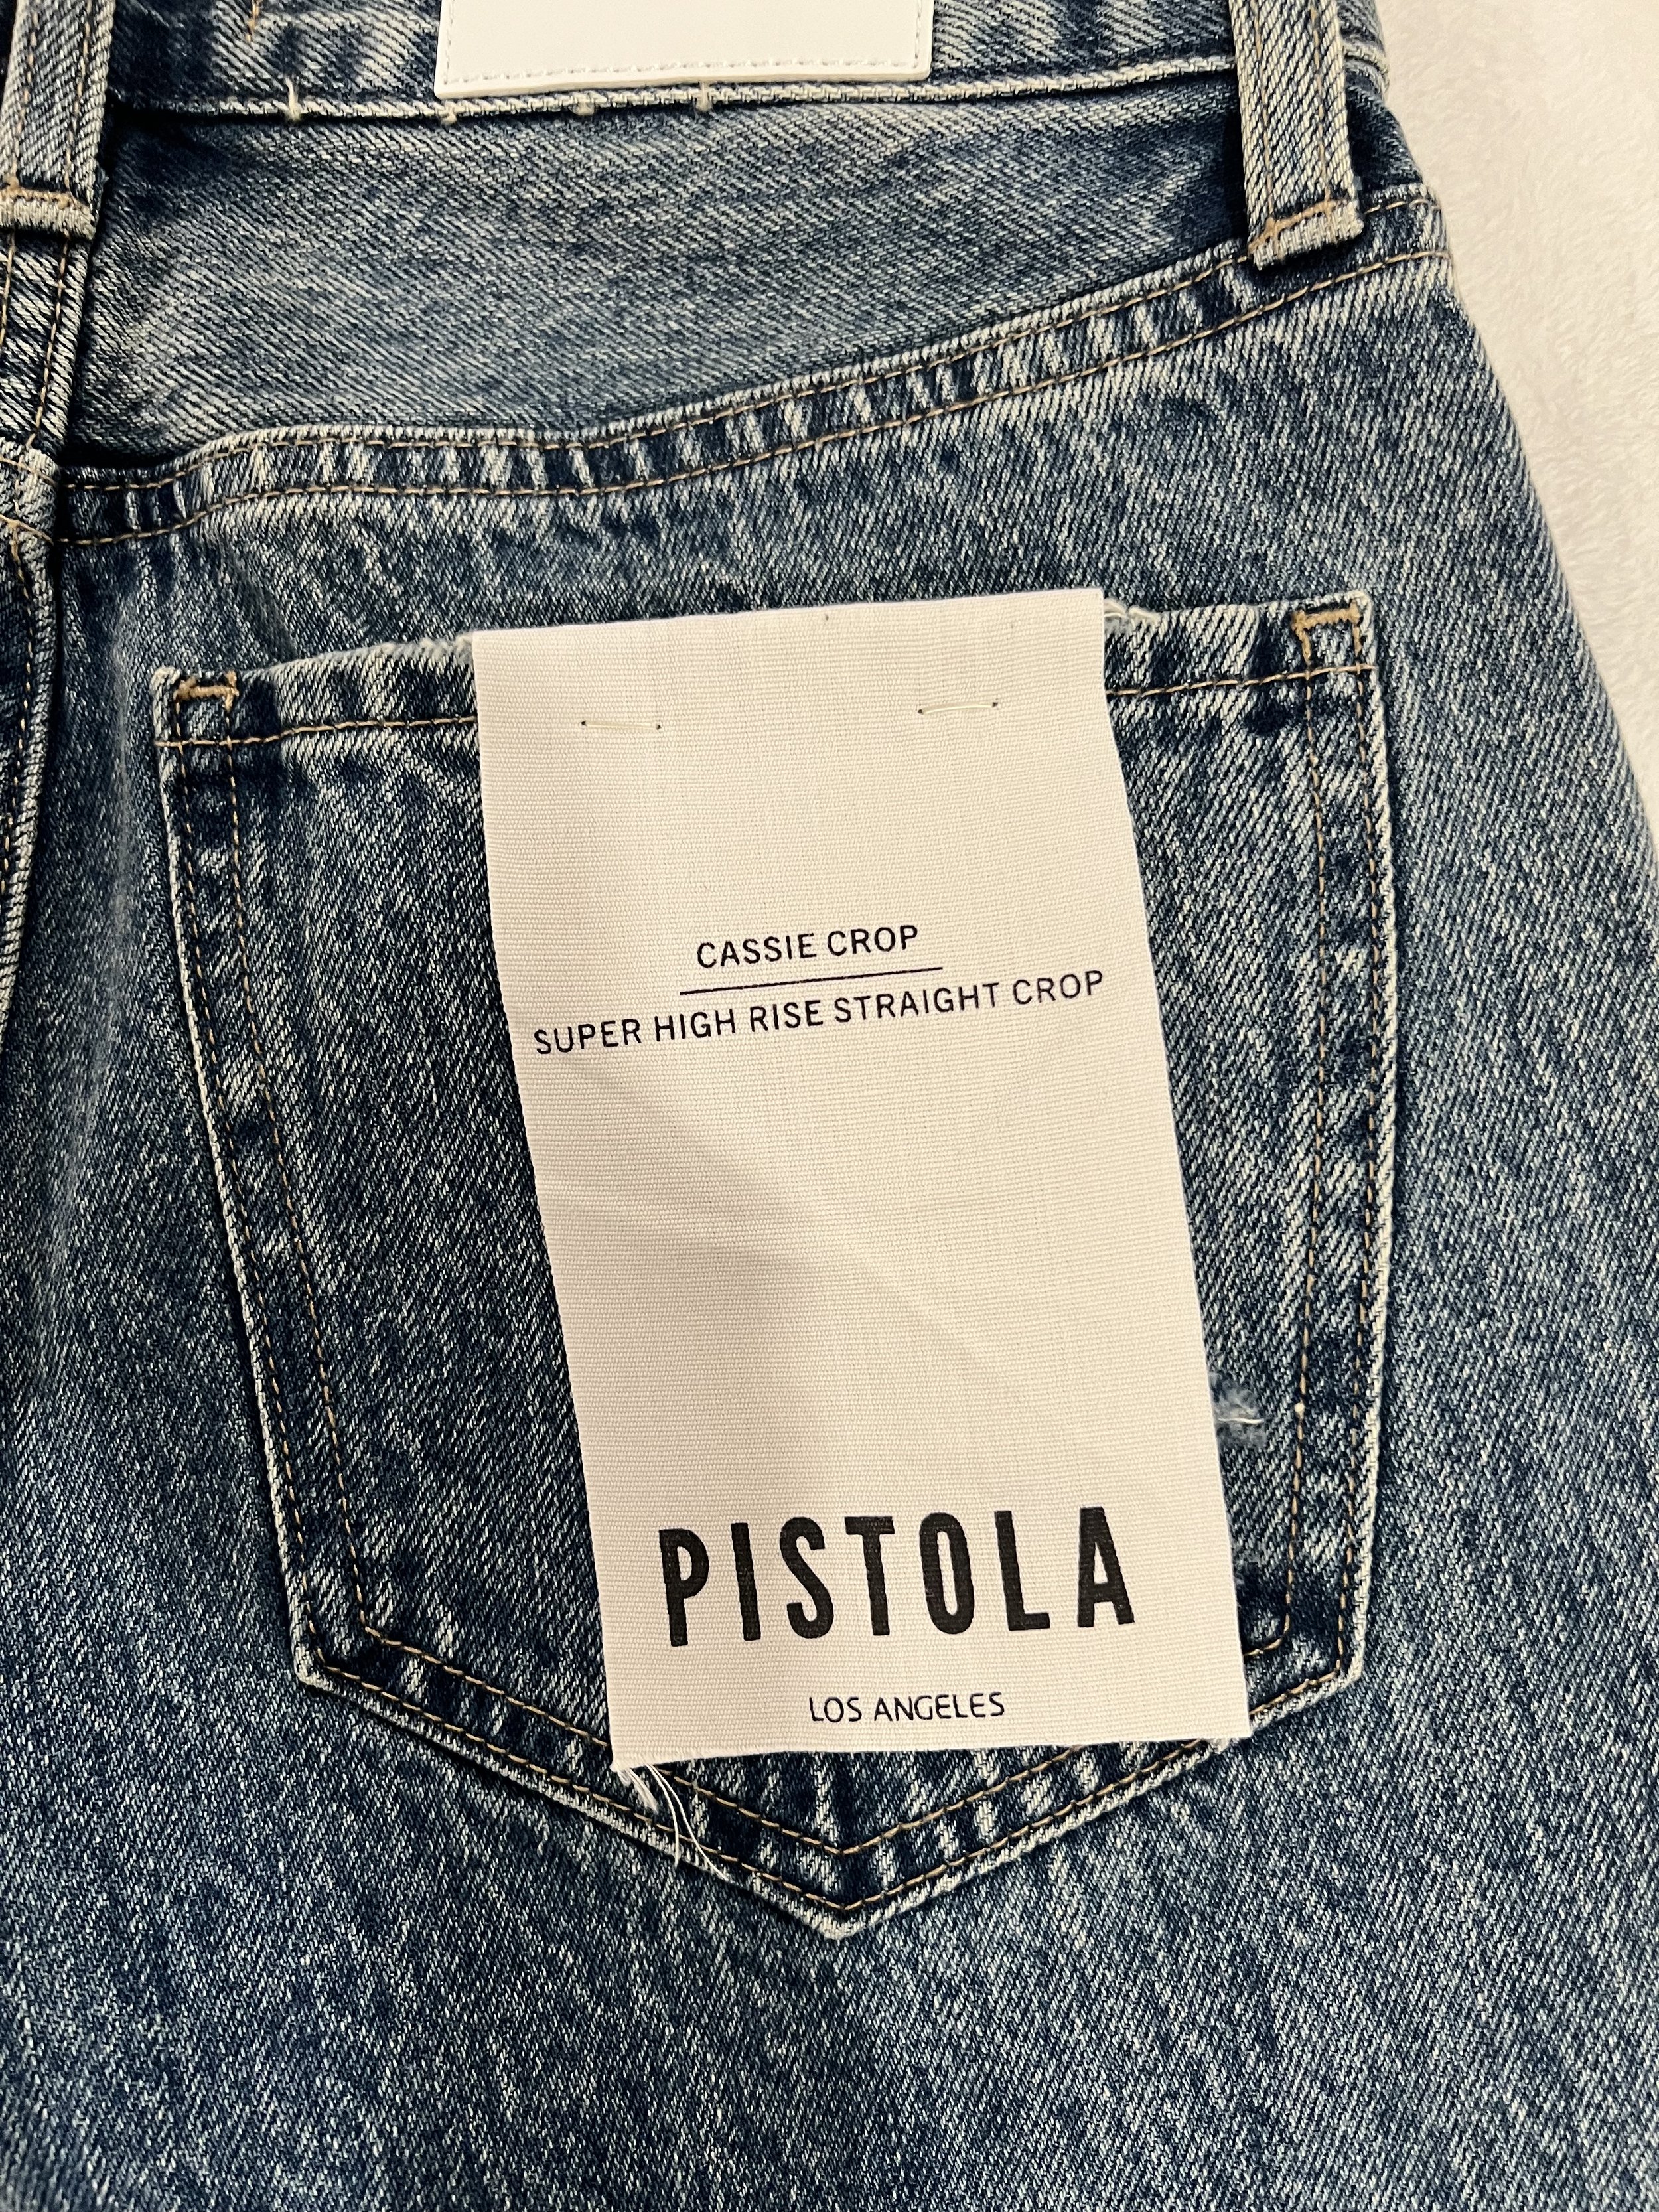 CASSIE CROP
SUPER HIGH RISE STRAIGHT CROP
PISTOLA
LOS ANGELES